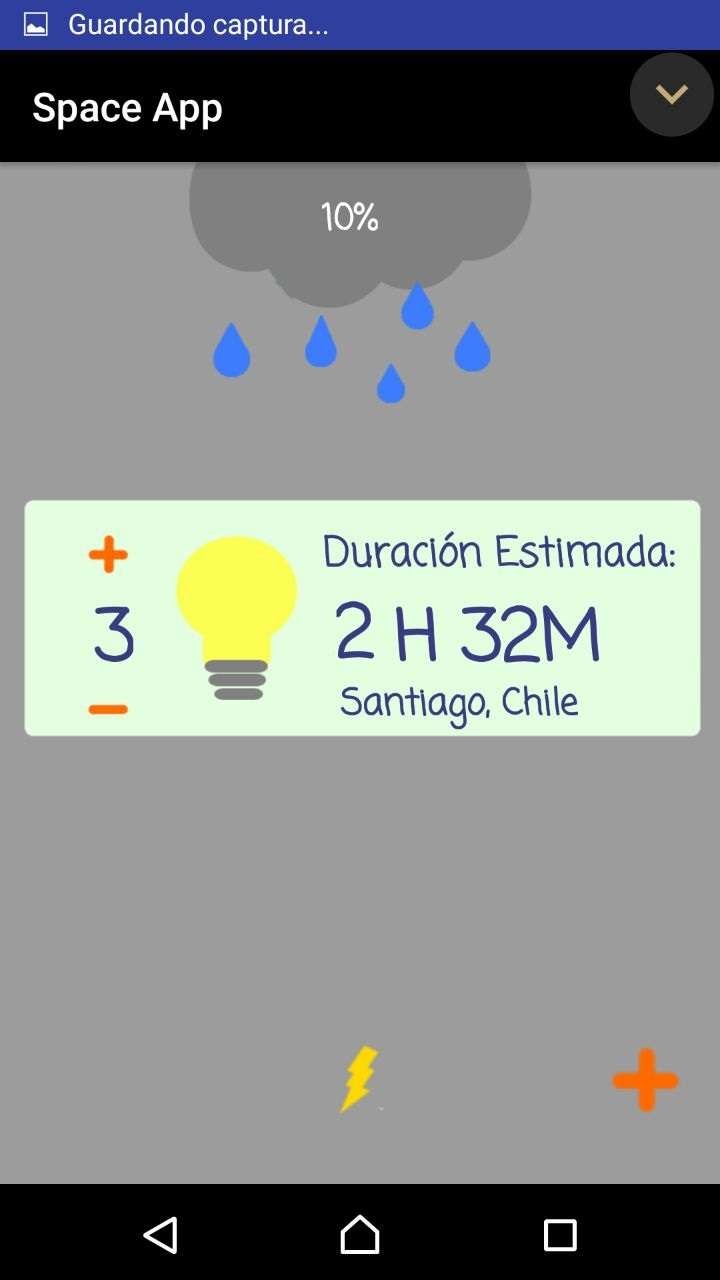 Guardando captura...
Space App
10%
Duración Estimada:
3
2 H 32M
Santiago, Chile